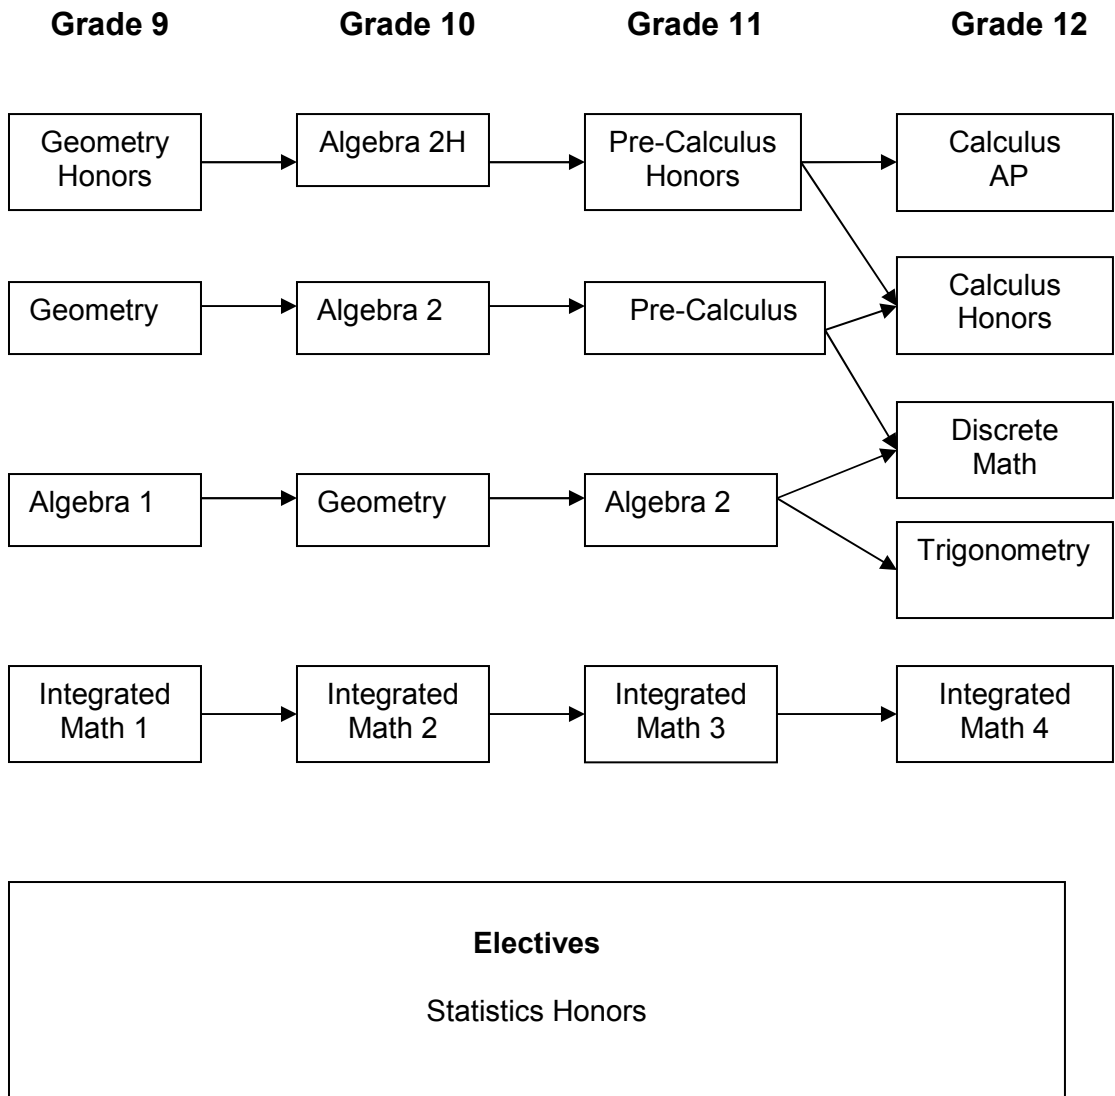 Grade 9 Grade 10 Grade 11 Grade 12
Geometry
Honors
Algebra 2H
Pre-Calculus
Honors
Calculus
AP
Geometry
Algebra 2
Pre-Calculus
Calculus
Honors
Algebra 1
Geometry
Algebra 2
Discrete
Math
Trigonometry
Integrated
Math 1
Integrated
Math 2
Integrated
Math 3
Integrated
Math 4
Electives
Statistics Honors